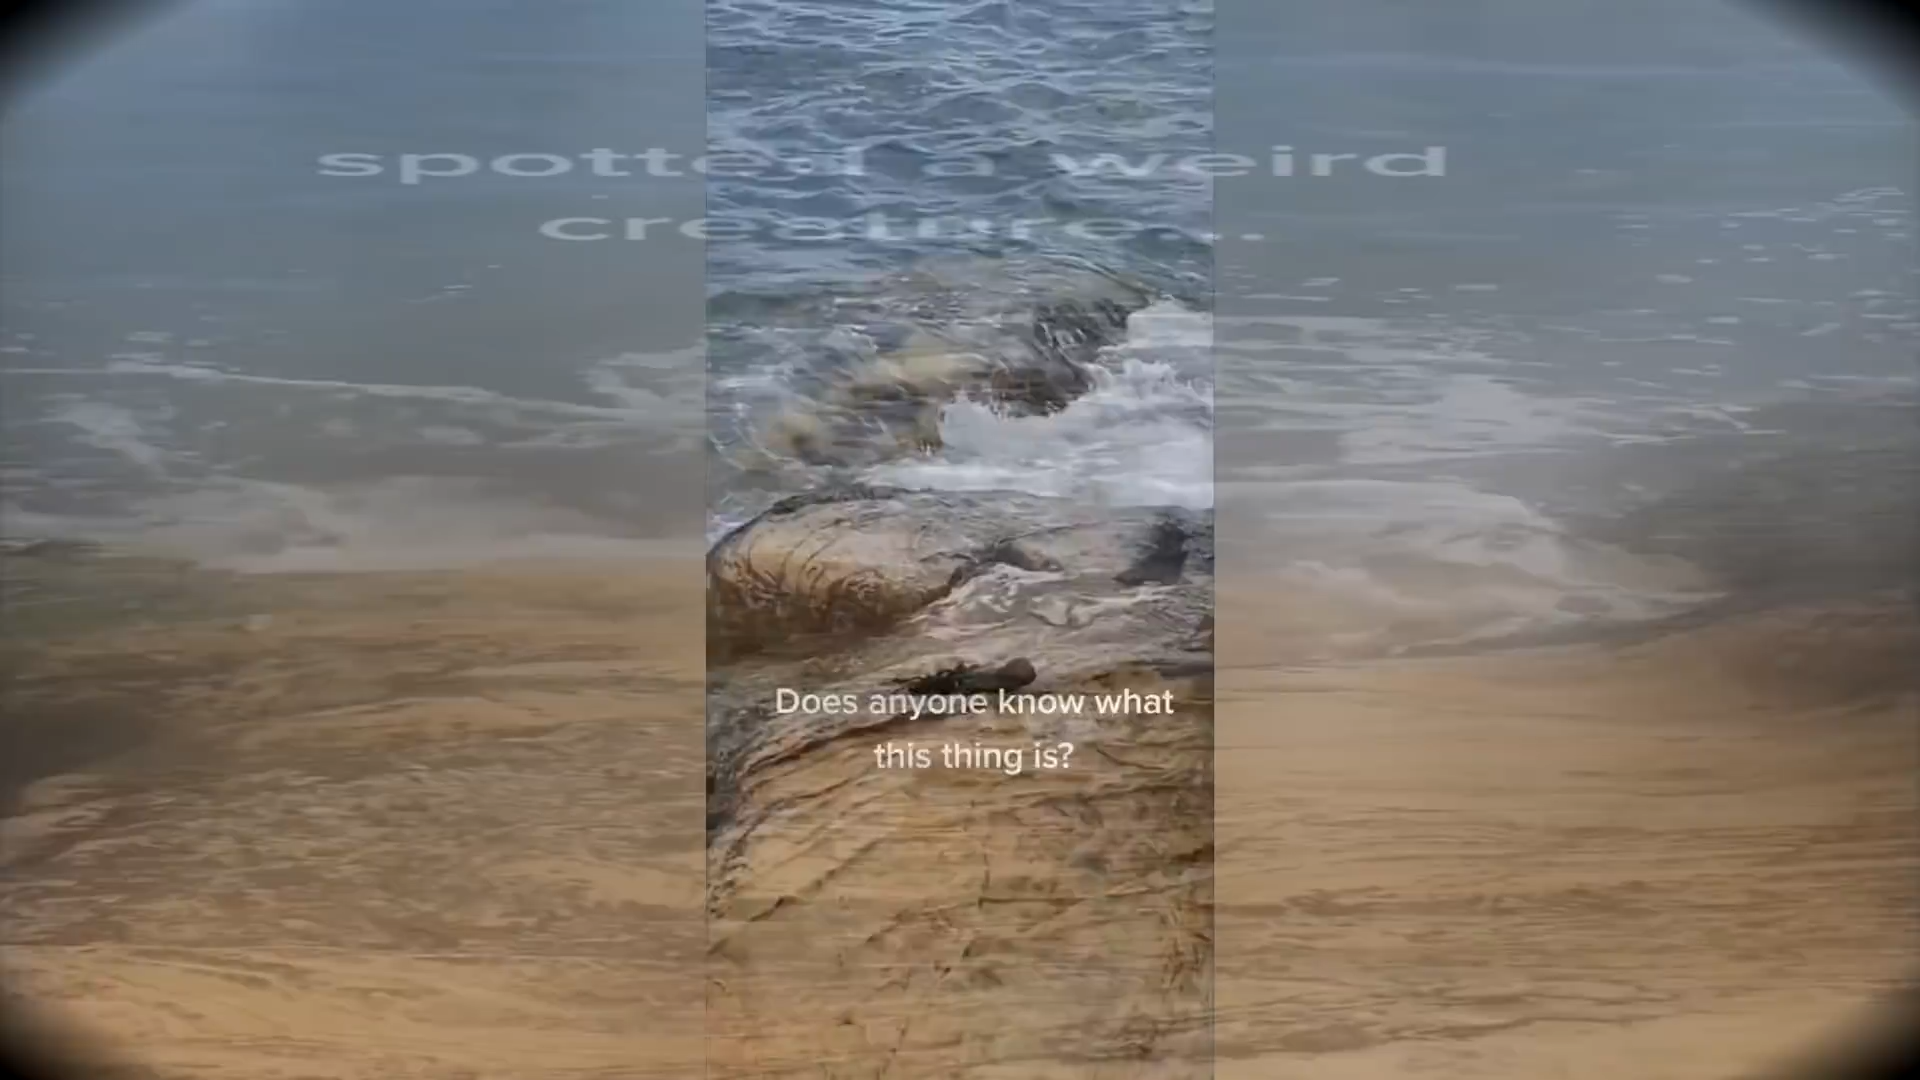 spotted a weird
creature...
Does anyone know what
this thing is?